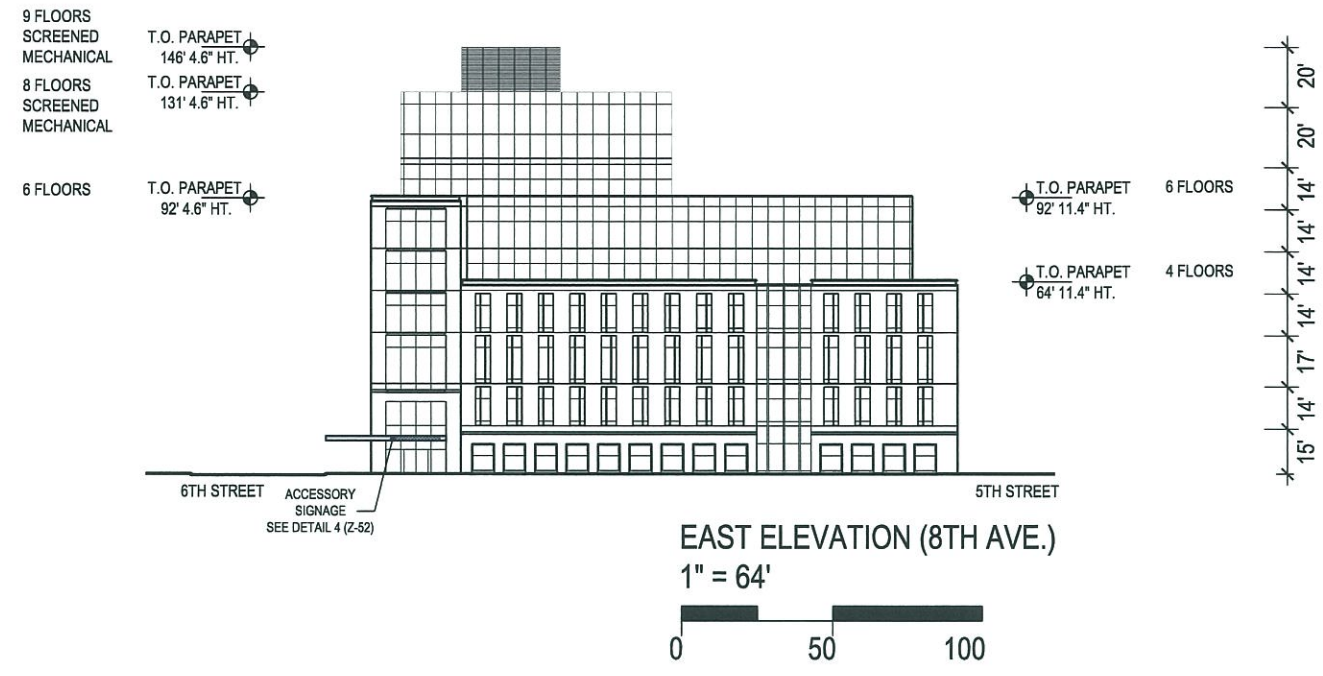 9 FLOORS
SCREENED
MECHANICAL
T.O. PARAPET
146' 4.6" HT.
8 FLOORS
SCREENED
MECHANICAL
T.O. PARAPET
131' 4.6" HT.
6 FLOORS
T.O. PARAPET
92' 4.6" HT.
T.O. PARAPET
92' 11.4" HT.
6 FLOORS
T.O. PARAPET
64' 11.4" HT.
4 FLOORS
20'
20'
14'
14'
14'
14'
17'
14'
15'
6TH STREET
ACCESSORY
SIGNAGE
SEE DETAIL 4 (Z-52)
5TH STREET
EAST ELEVATION (8TH AVE.)
1" = 64'
0 50 100